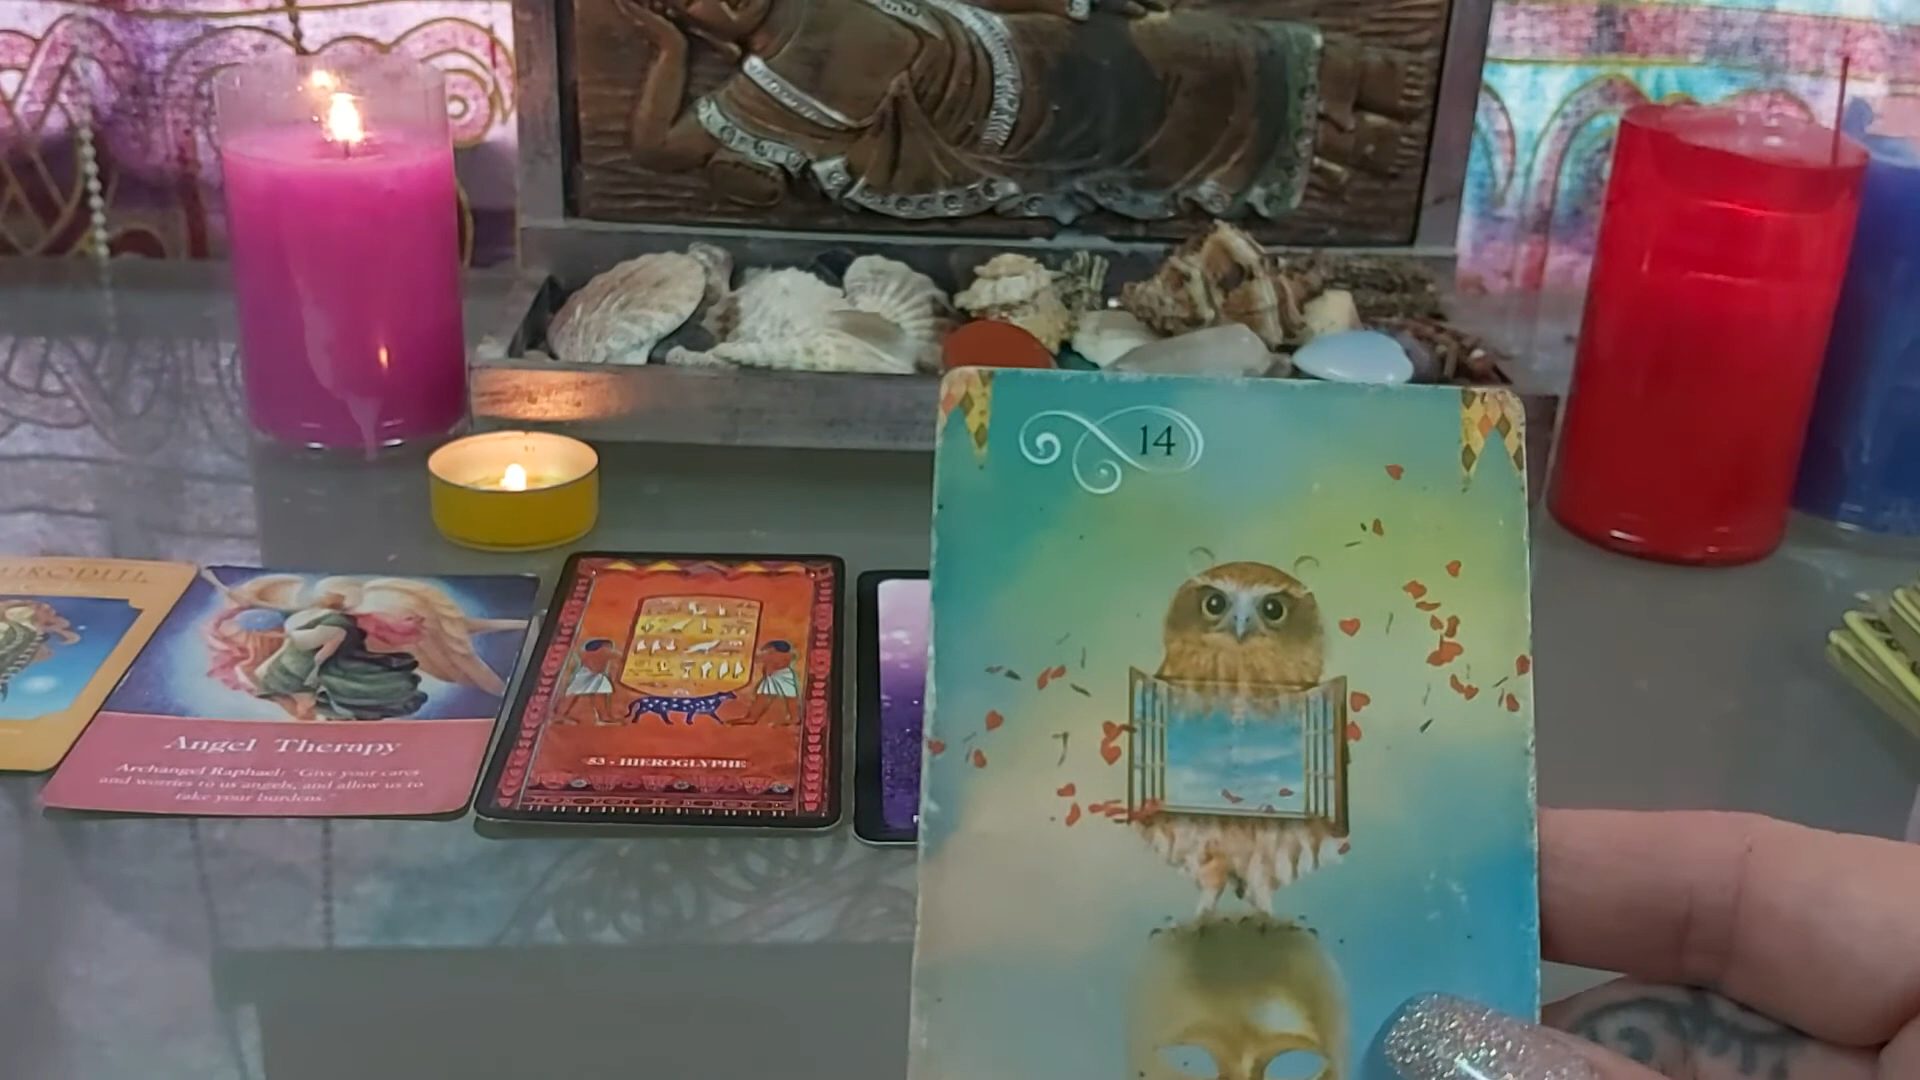 14
Angel Therapy
Archangel Raphael: "Give your cares
and worries to us angels, and allow us to
take your burdens."
53 - HIEROGLYPHE